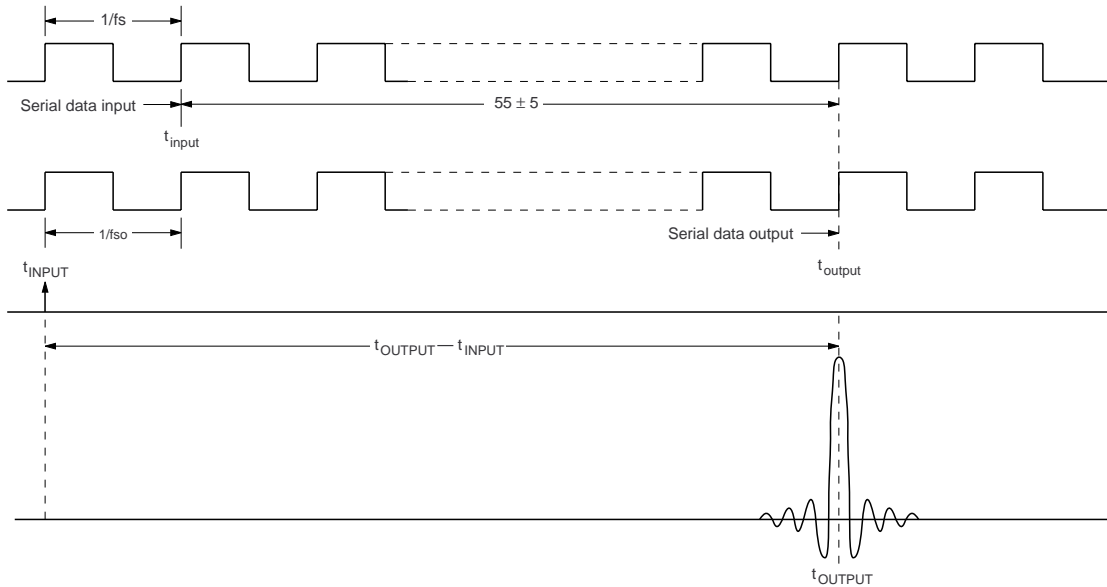 1/fs
Serial data input
55 ± 5
t_input
1/fso
Serial data output
t_INPUT
t_output
t_OUTPUT — t_INPUT
t_OUTPUT